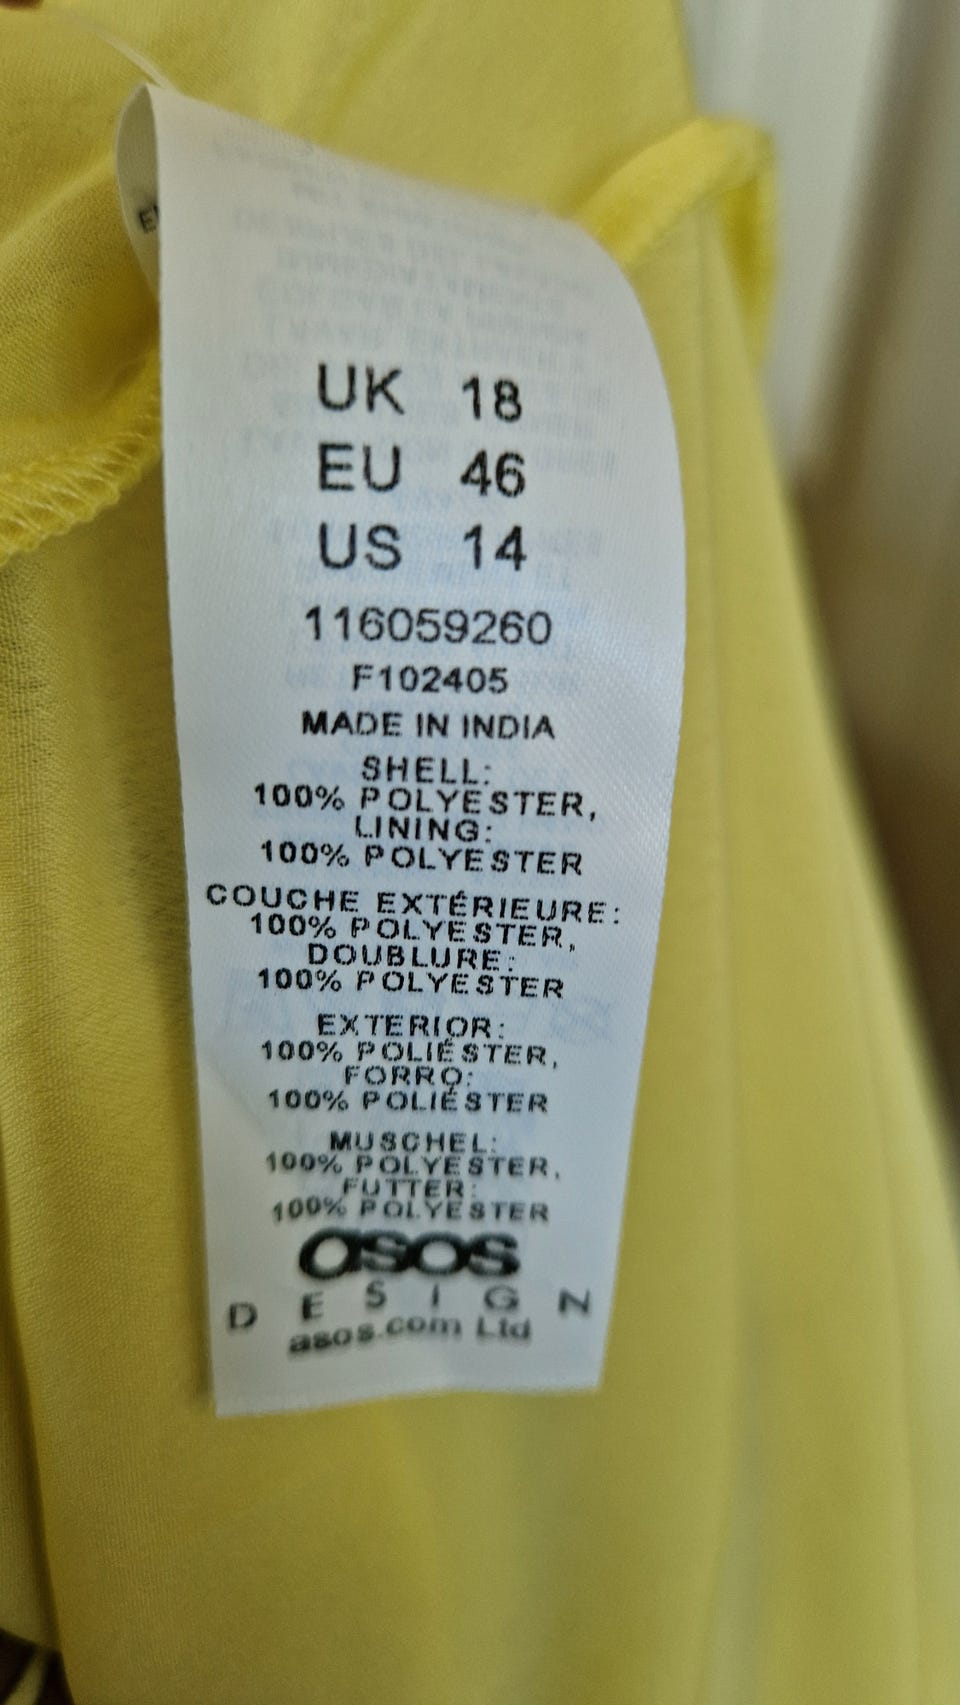 UK 18
EU 46
US 14
116059260
F102405
MADE IN INDIA
SHELL:
100% POLYESTER,
LINING:
100% POLYESTER
COUCHE EXTÉRIEURE:
100% POLYESTER,
DOUBLURE:
100% POLYESTER
EXTERIOR:
100% POLIÉSTER,
FORRO:
100% POLIÉSTER
MUSCHEL:
100% POLYESTER,
FUTTER:
100% POLYESTER
asos
DESIGN
asos.com Ltd